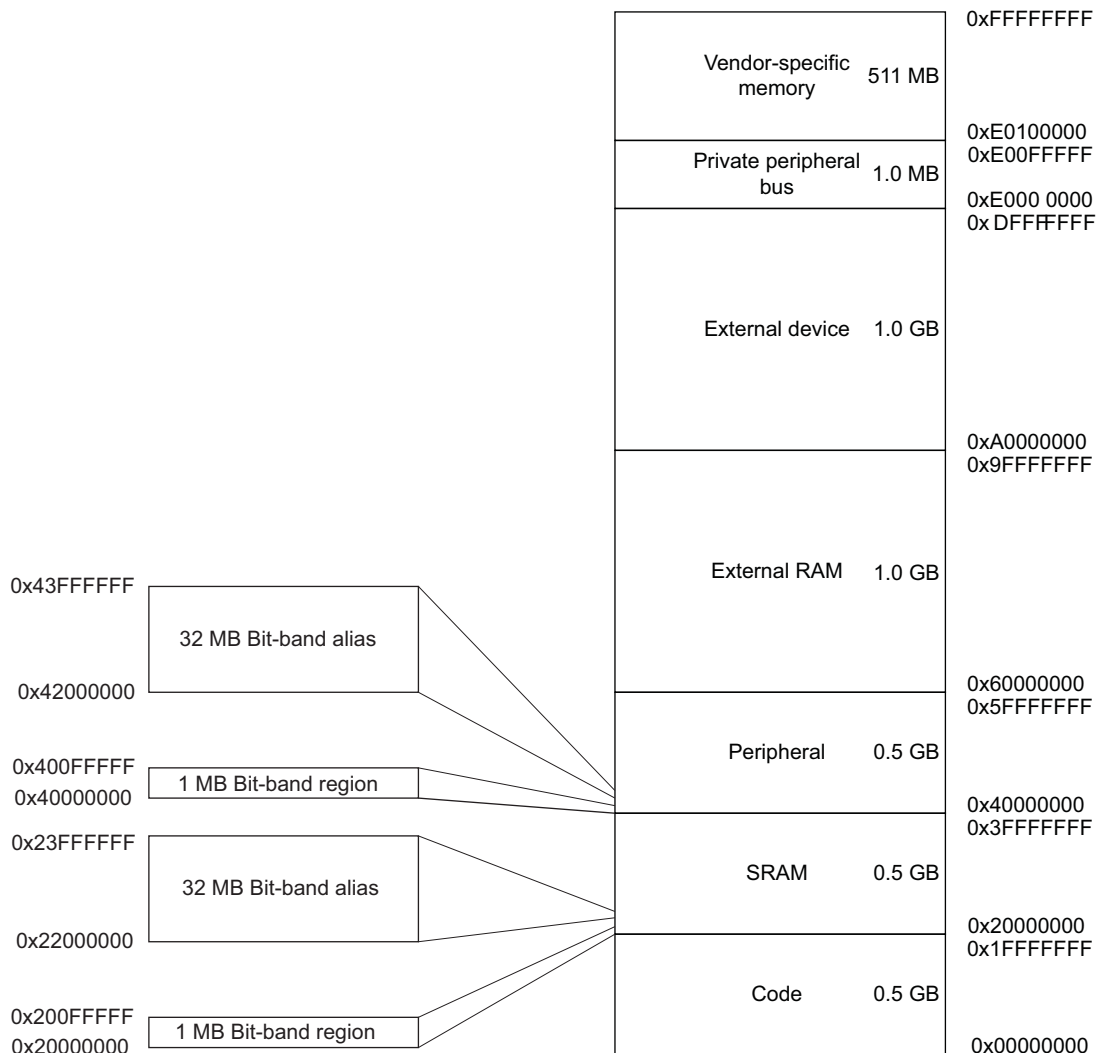 0xFFFFFFFF
Vendor-specific
memory
511 MB
0xE0100000
0xE00FFFFF
Private peripheral
bus
1.0 MB
0xE000 0000
0x DFFFFFFF
External device
1.0 GB
0xA0000000
0x9FFFFFFF
External RAM
1.0 GB
0x60000000
0x5FFFFFFF
Peripheral
0.5 GB
0x40000000
0x3FFFFFFF
SRAM
0.5 GB
0x20000000
0x1FFFFFFF
Code
0.5 GB
0x00000000
0x43FFFFFF
32 MB Bit-band alias
0x42000000
0x400FFFFF
1 MB Bit-band region
0x40000000
0x23FFFFFF
32 MB Bit-band alias
0x22000000
0x200FFFFF
1 MB Bit-band region
0x20000000